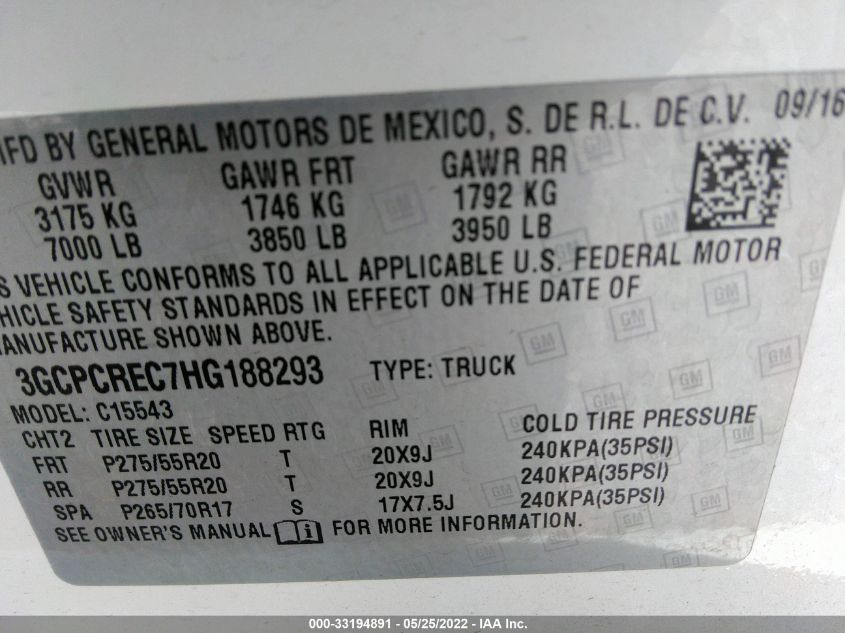 MFD BY GENERAL MOTORS DE MEXICO, S. DE R.L. DE C.V. 09/16
GVWR GAWR FRT GAWR RR
3175 KG 1746 KG 1792 KG
7000 LB 3850 LB 3950 LB
VEHICLE CONFORMS TO ALL APPLICABLE U.S. FEDERAL MOTOR
VEHICLE SAFETY STANDARDS IN EFFECT ON THE DATE OF
MANUFACTURE SHOWN ABOVE.
3GCPCREC7HG188293 TYPE: TRUCK
MODEL: C15543
CHT2 TIRE SIZE SPEED RTG RIM COLD TIRE PRESSURE
FRT P275/55R20 T 20X9J 240KPA(35PSI)
RR P275/55R20 T 20X9J 240KPA(35PSI)
SPA P265/70R17 S 17X7.5J 240KPA(35PSI)
SEE OWNER'S MANUAL FOR MORE INFORMATION.
000-33194891 - 05/25/2022 - IAA Inc.